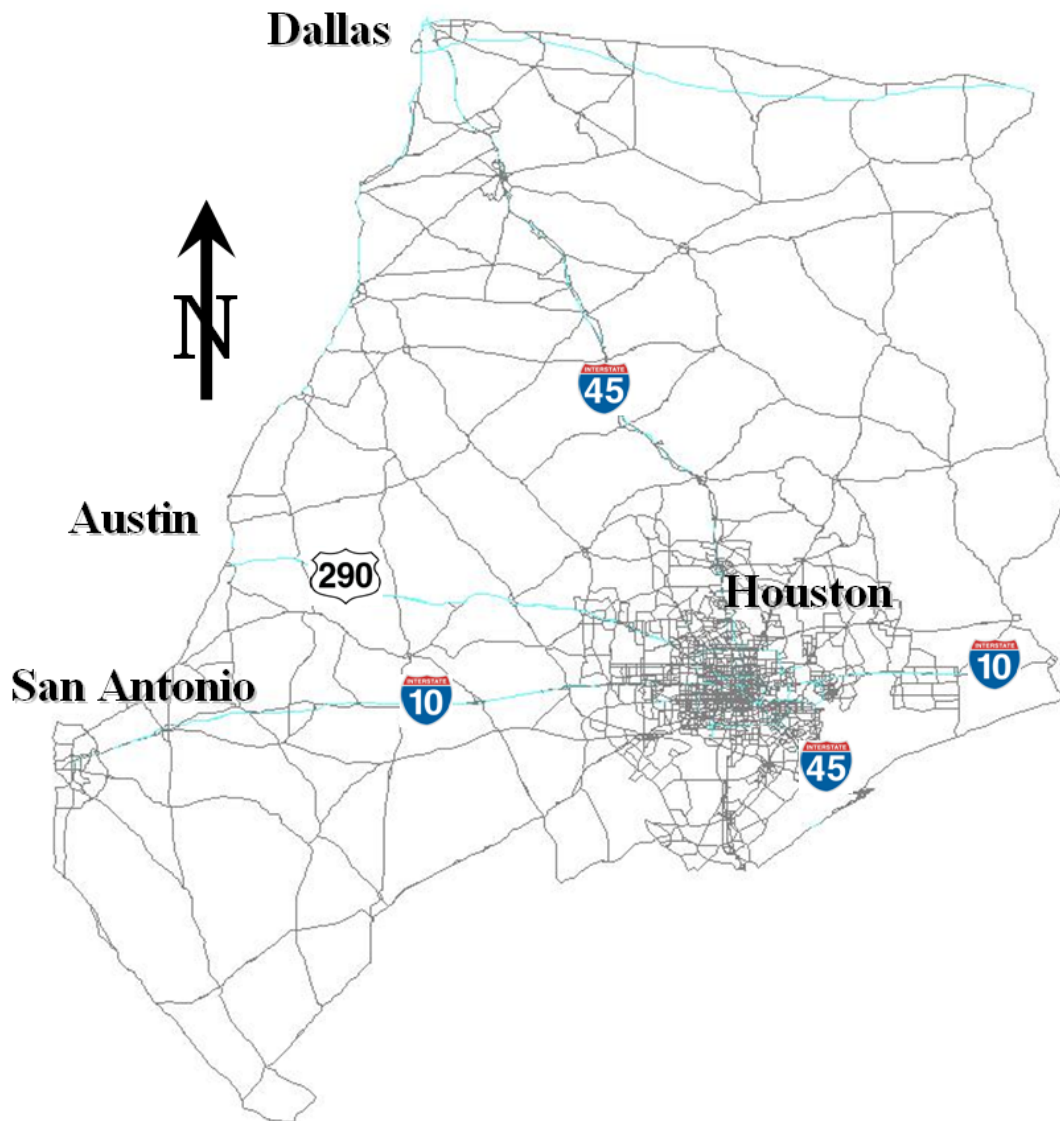 Dallas
N
INTERSTATE
45
Austin
290
Houston
San Antonio
INTERSTATE
10
INTERSTATE
10
INTERSTATE
45